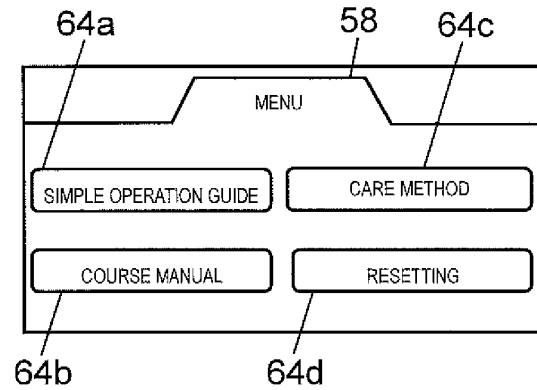 64a 58 64c
MENU
SIMPLE OPERATION GUIDE CARE METHOD
COURSE MANUAL RESETTING
64b 64d